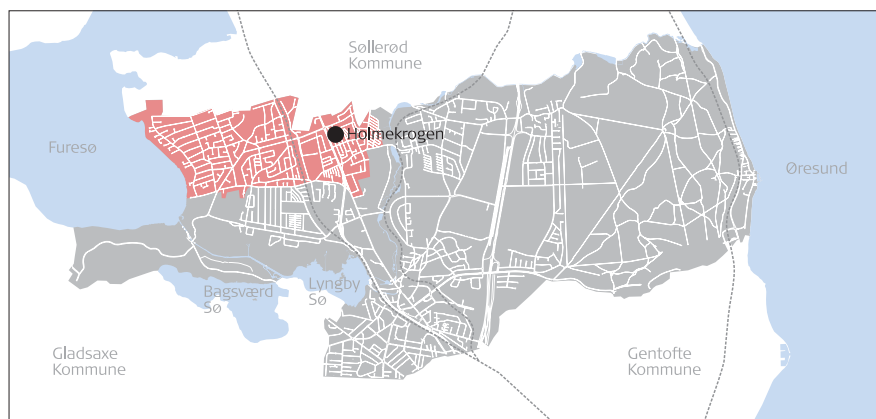 Søllerød
Kommune
Holmekrogen
Furesø
Øresund
Bagsværd
Sø
Lyngby
Sø
Gladsaxe
Kommune
Gentofte
Kommune